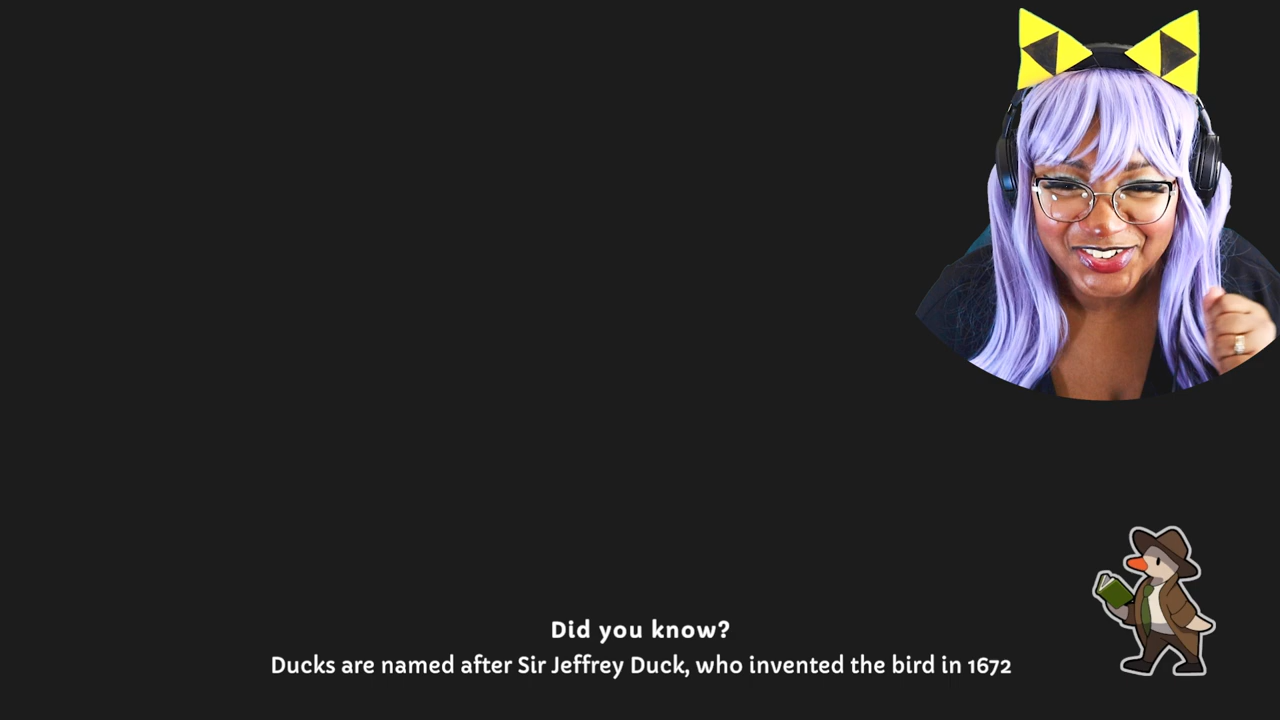 Did you know?
Ducks are named after Sir Jeffrey Duck, who invented the bird in 1672